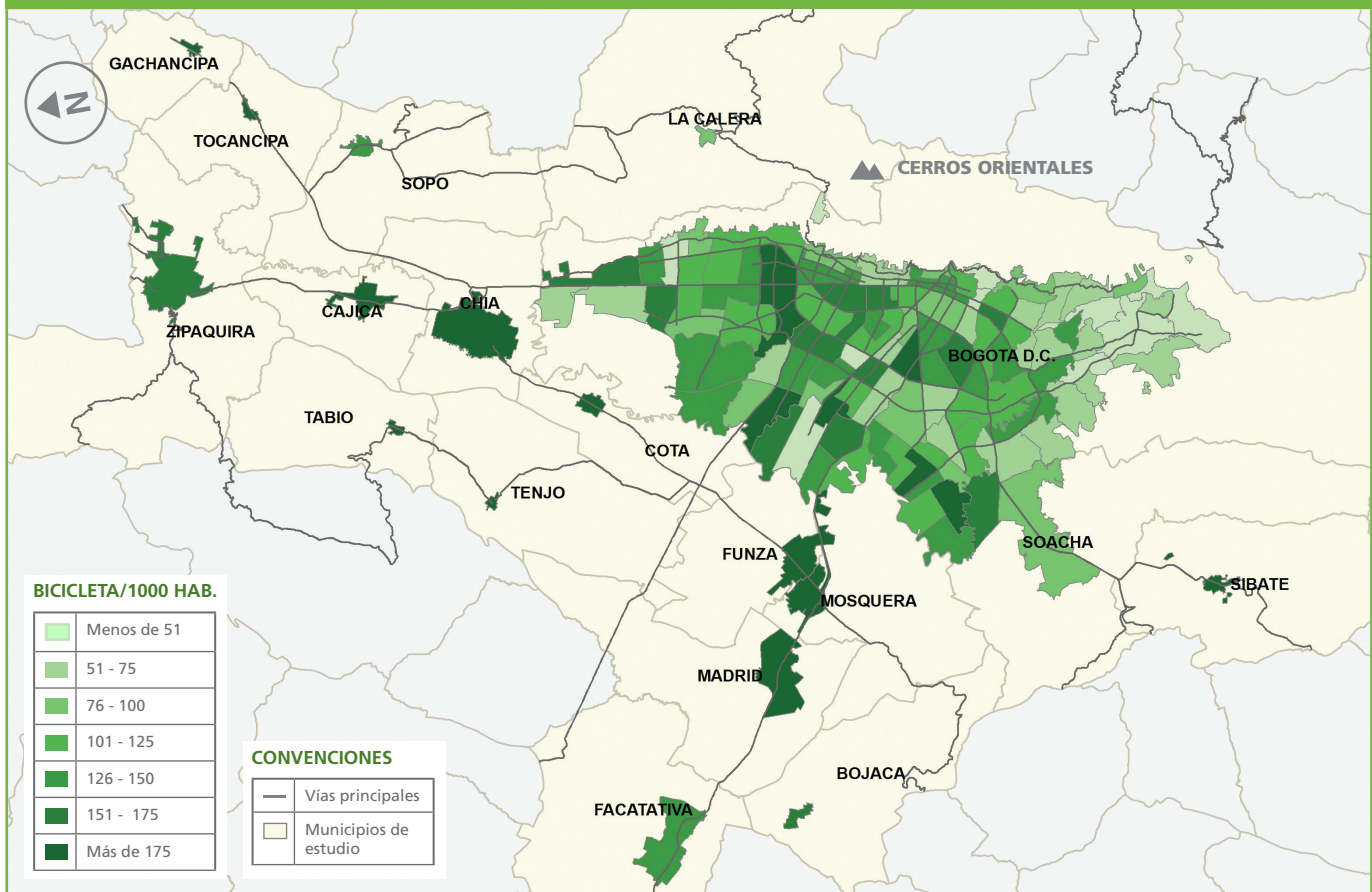 GACHANCIPA
N
TOCANCIPA
LA CALERA
CERROS ORIENTALES
SOPO
CAJICA
CHIA
ZIPAQUIRA
BOGOTA D.C.
TABIO
COTA
TENJO
FUNZA
SOACHA
SIBATE
MOSQUERA
MADRID
BOJACA
FACATATIVA
BICICLETA/1000 HAB.
Menos de 51
51 - 75
76 - 100
101 - 125
126 - 150
151 - 175
Más de 175
CONVENCIONES
Vías principales
Municipios de
estudio